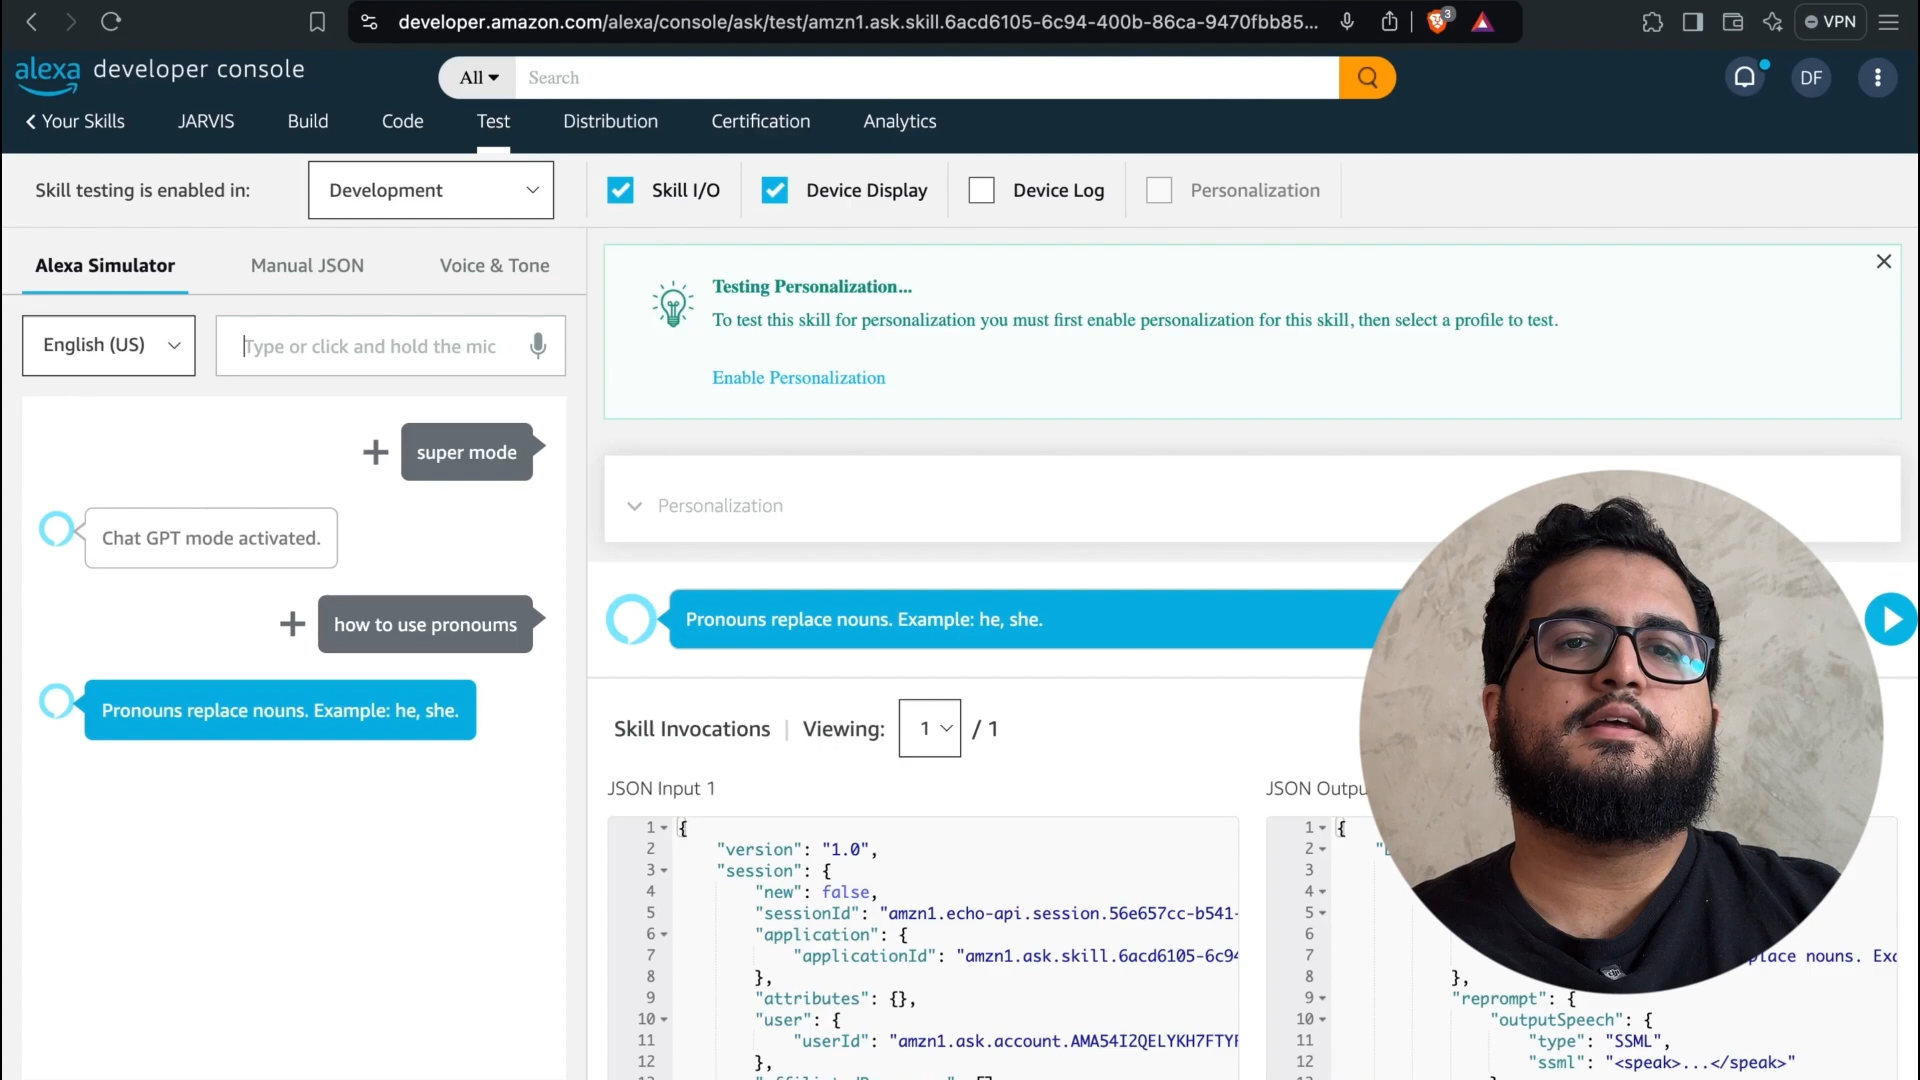 developer.amazon.com/alexa/console/ask/test/amzn1.ask.skill.6acd6105-6c94-400b-86ca-9470fbb85...
3
VPN
alexa developer console
All
Search
DF
Your Skills
JARVIS
Build
Code
Test
Distribution
Certification
Analytics
Skill testing is enabled in:
Development
Skill I/O
Device Display
Device Log
Personalization
Alexa Simulator
Manual JSON
Voice & Tone
English (US)
Type or click and hold the mic
Testing Personalization...
To test this skill for personalization you must first enable personalization for this skill, then select a profile to test.
Enable Personalization
super mode
Chat GPT mode activated.
how to use pronoums
Pronouns replace nouns. Example: he, she.
Personalization
Pronouns replace nouns. Example: he, she.
Skill Invocations | Viewing: 1 / 1
JSON Input 1
1 {
2 "version": "1.0",
3 "session": {
4 "new": false,
5 "sessionId": "amzn1.echo-api.session.56e657cc-b541-
6 "application": {
7 "applicationId": "amzn1.ask.skill.6acd6105-6c94
8 },
9 "attributes": {},
10 "user": {
11 "userId": "amzn1.ask.account.AMA54I2QELYKH7FTYF
12 },
JSON Outpu
1 {
2
3
4
5
6
7 place nouns. Exa
8 },
9 "reprompt": {
10 "outputSpeech": {
11 "type": "SSML",
12 "ssml": "<speak>...</speak>"